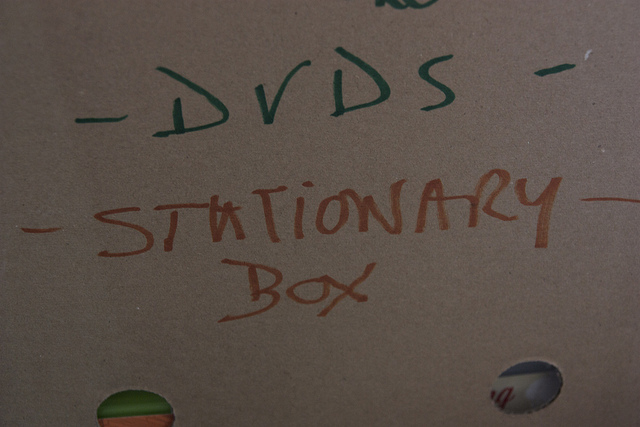 - DVDS -
- STATIONARY -
BOX